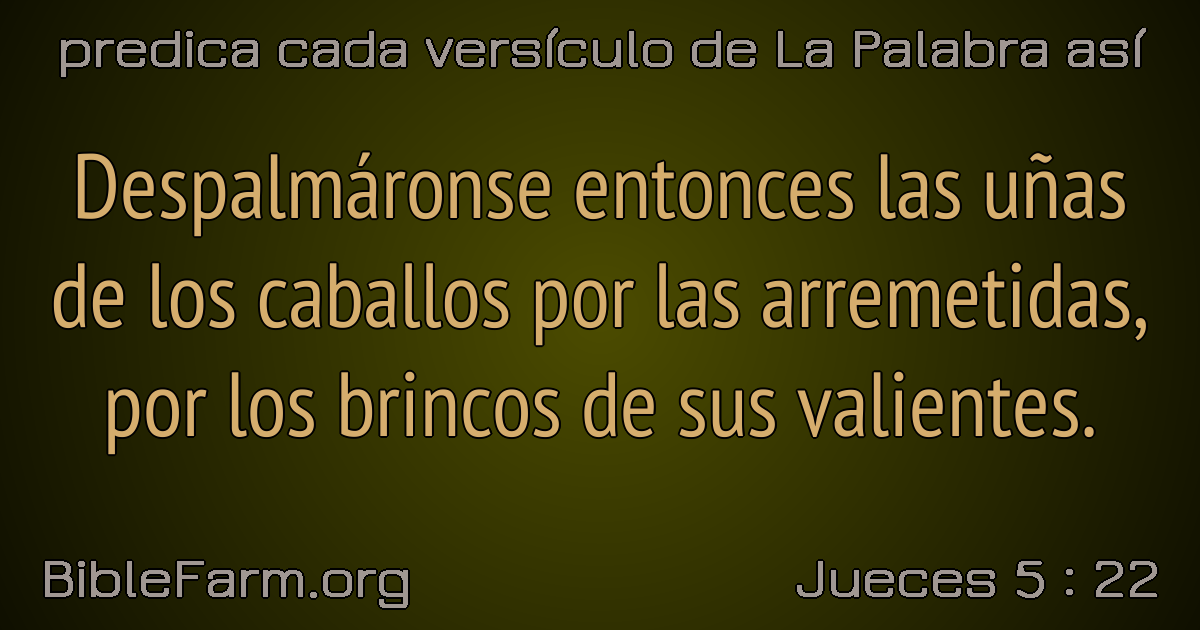 predica cada versículo de La Palabra así
Despalmáronse entonces las uñas
de los caballos por las arremetidas,
por los brincos de sus valientes.
BibleFarm.org
Jueces 5 : 22